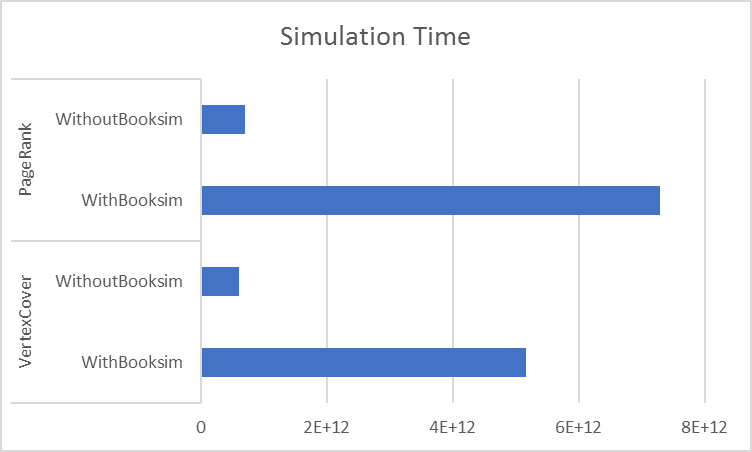 Simulation Time
PageRank
WithoutBooksim
WithBooksim
VertexCover
WithoutBooksim
WithBooksim
0 2E+12 4E+12 6E+12 8E+12